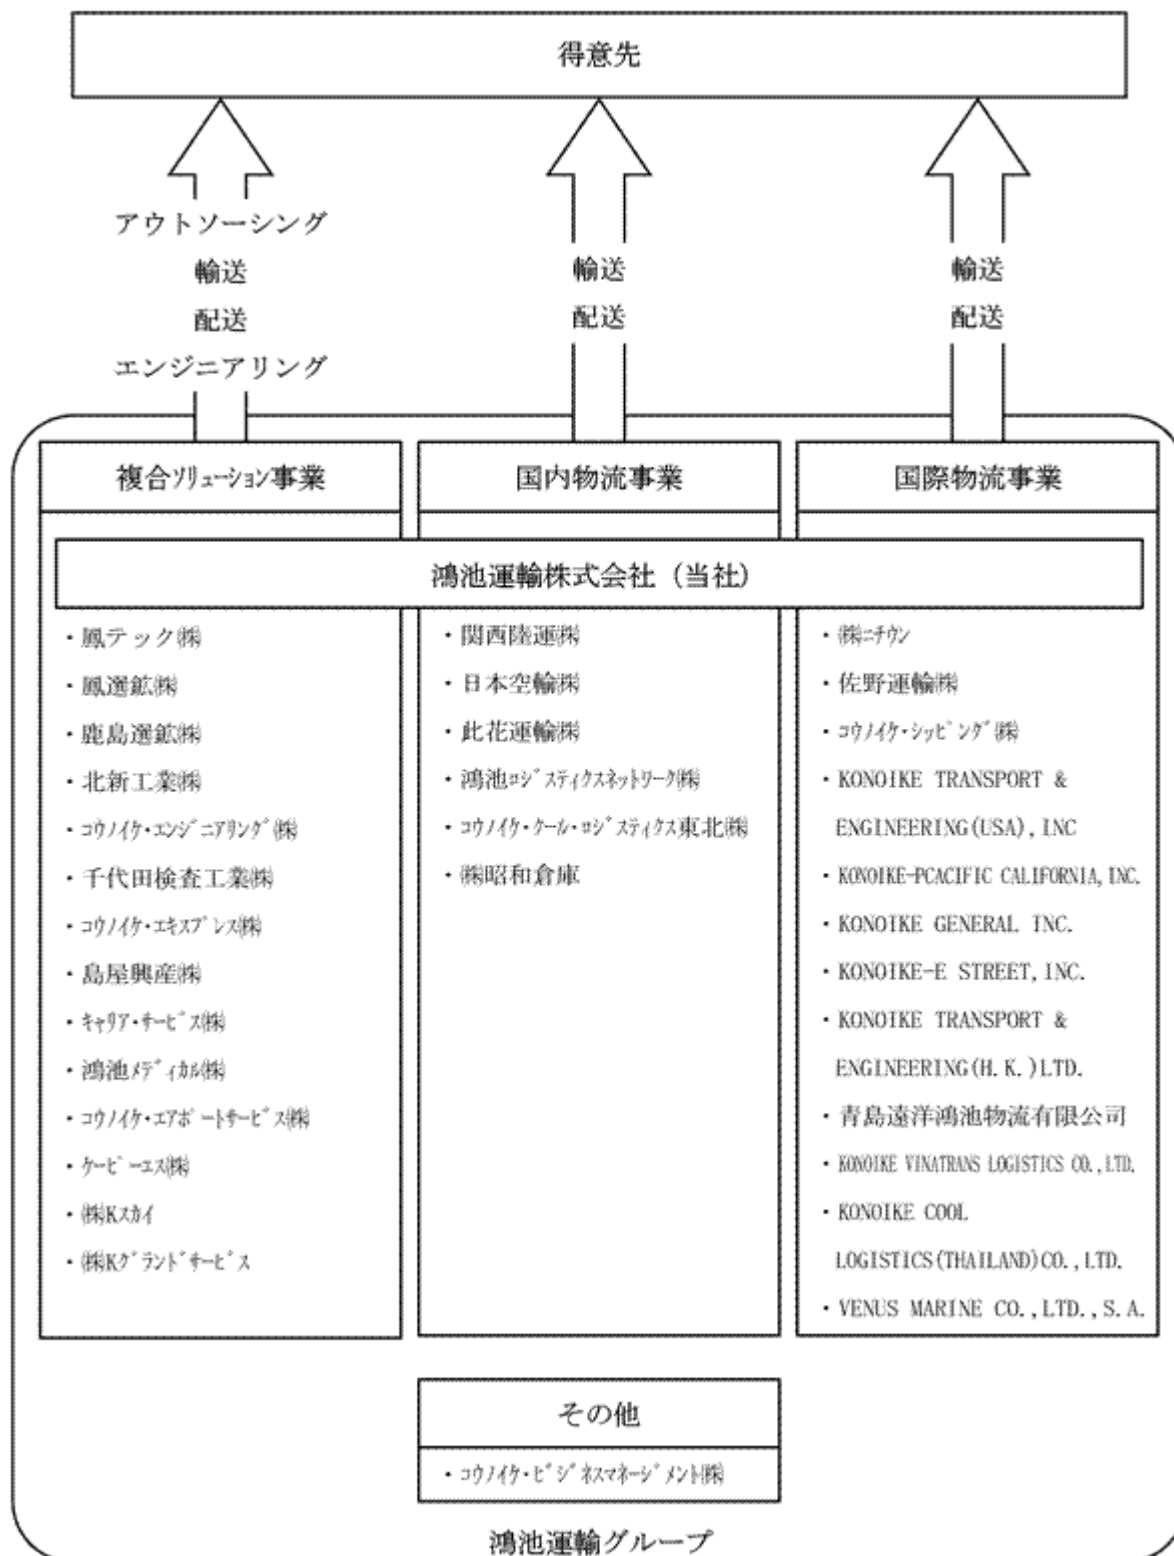 得意先
アウトソーシング
輸送
配送
エンジニアリング
輸送
配送
輸送
配送
複合ソリューション事業
国内物流事業
国際物流事業
鴻池運輸株式会社（当社）
・鳳テック㈱
・鳳選鉱㈱
・鹿島選鉱㈱
・北新工業㈱
・コウノイケ・エンジニアリング㈱
・千代田検査工業㈱
・コウノイケ・エキスプレス㈱
・島屋興産㈱
・キャリア・サービス㈱
・鴻池メディカル㈱
・コウノイケ・エアポートサービス㈱
・ケービーエス㈱
・㈱Kスカイ
・㈱Kグランドサービス
・関西陸運㈱
・日本空輸㈱
・此花運輸㈱
・鴻池ロジスティクスネットワーク㈱
・コウノイケ・クール・ロジスティクス東北㈱
・㈱昭和倉庫
・㈱ニチウン
・佐野運輸㈱
・コウノイケ・シッピング㈱
・KONOIKE TRANSPORT &
ENGINEERING(USA), INC
・KONOIKE-PCACIFIC CALIFORNIA, INC.
・KONOIKE GENERAL INC.
・KONOIKE-E STREET, INC.
・KONOIKE TRANSPORT &
ENGINEERING(H.K.)LTD.
・青島遠洋鴻池物流有限公司
・KONOIKE VINATRANS LOGISTICS CO.,LTD.
・KONOIKE COOL
LOGISTICS(THAILAND)CO.,LTD.
・VENUS MARINE CO.,LTD.,S.A.
その他
・コウノイケ・ビジネスマネージメント㈱
鴻池運輸グループ